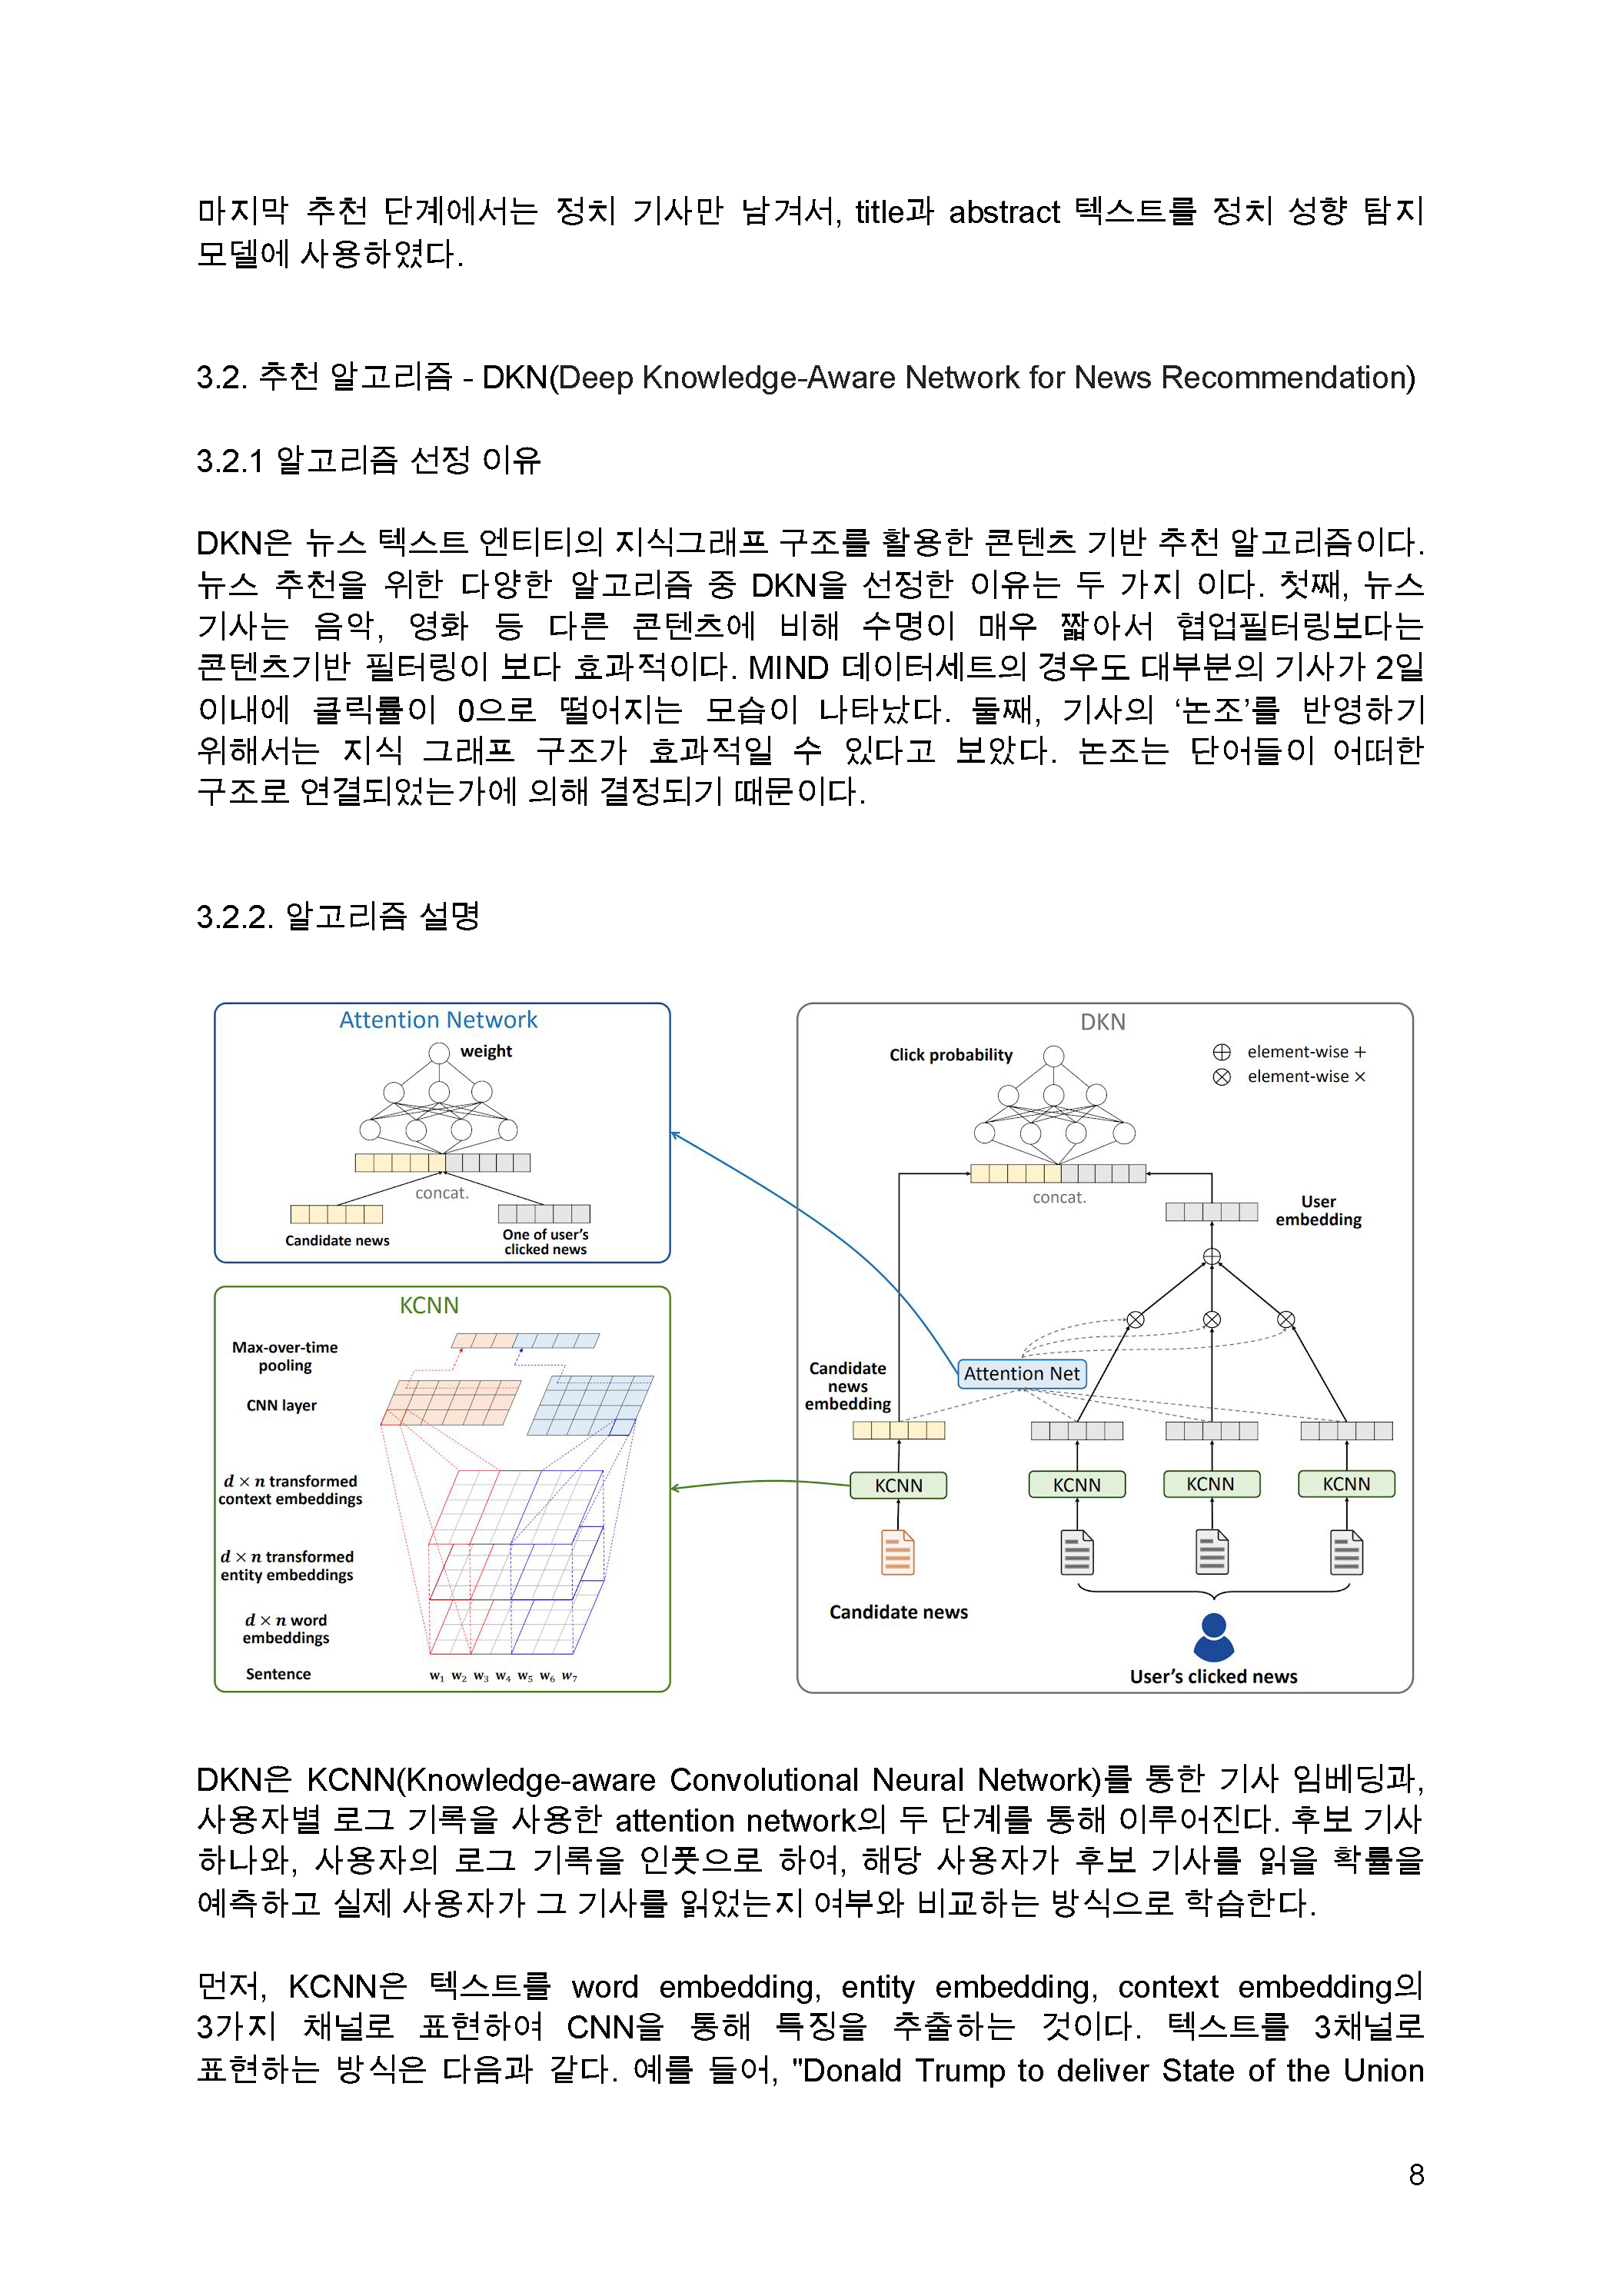 마지막 추천 단계에서는 정치 기사만 남겨서, title과 abstract 텍스트를 정치 성향 탐지
모델에 사용하였다.
3.2. 추천 알고리즘 - DKN(Deep Knowledge-Aware Network for News Recommendation)
3.2.1 알고리즘 선정 이유
DKN은 뉴스 텍스트 엔티티의 지식그래프 구조를 활용한 콘텐츠 기반 추천 알고리즘이다.
뉴스 추천을 위한 다양한 알고리즘 중 DKN을 선정한 이유는 두 가지 이다. 첫째, 뉴스
기사는 음악, 영화 등 다른 콘텐츠에 비해 수명이 매우 짧아서 협업필터링보다는
콘텐츠기반 필터링이 보다 효과적이다. MIND 데이터세트의 경우도 대부분의 기사가 2일
이내에 클릭률이 0으로 떨어지는 모습이 나타났다. 둘째, 기사의 ‘논조’를 반영하기
위해서는 지식 그래프 구조가 효과적일 수 있다고 보았다. 논조는 단어들이 어떠한
구조로 연결되었는가에 의해 결정되기 때문이다.
3.2.2. 알고리즘 설명
Attention Network
weight
concat.
Candidate news
One of user’s
clicked news
KCNN
Max-over-time
pooling
CNN layer
d × n transformed
context embeddings
d × n transformed
entity embeddings
d × n word
embeddings
Sentence
w₁ w₂ w₃ w₄ w₅ w₆ w₇
DKN
Click probability
⊕ element-wise +
⊗ element-wise ×
concat.
User
embedding
Candidate
news
embedding
Attention Net
KCNN
KCNN
KCNN
KCNN
Candidate news
User’s clicked news
DKN은 KCNN(Knowledge-aware Convolutional Neural Network)를 통한 기사 임베딩과,
사용자별 로그 기록을 사용한 attention network의 두 단계를 통해 이루어진다. 후보 기사
하나와, 사용자의 로그 기록을 인풋으로 하여, 해당 사용자가 후보 기사를 읽을 확률을
예측하고 실제 사용자가 그 기사를 읽었는지 여부와 비교하는 방식으로 학습한다.
먼저, KCNN은 텍스트를 word embedding, entity embedding, context embedding의
3가지 채널로 표현하여 CNN을 통해 특징을 추출하는 것이다. 텍스트를 3채널로
표현하는 방식은 다음과 같다. 예를 들어, "Donald Trump to deliver State of the Union
8